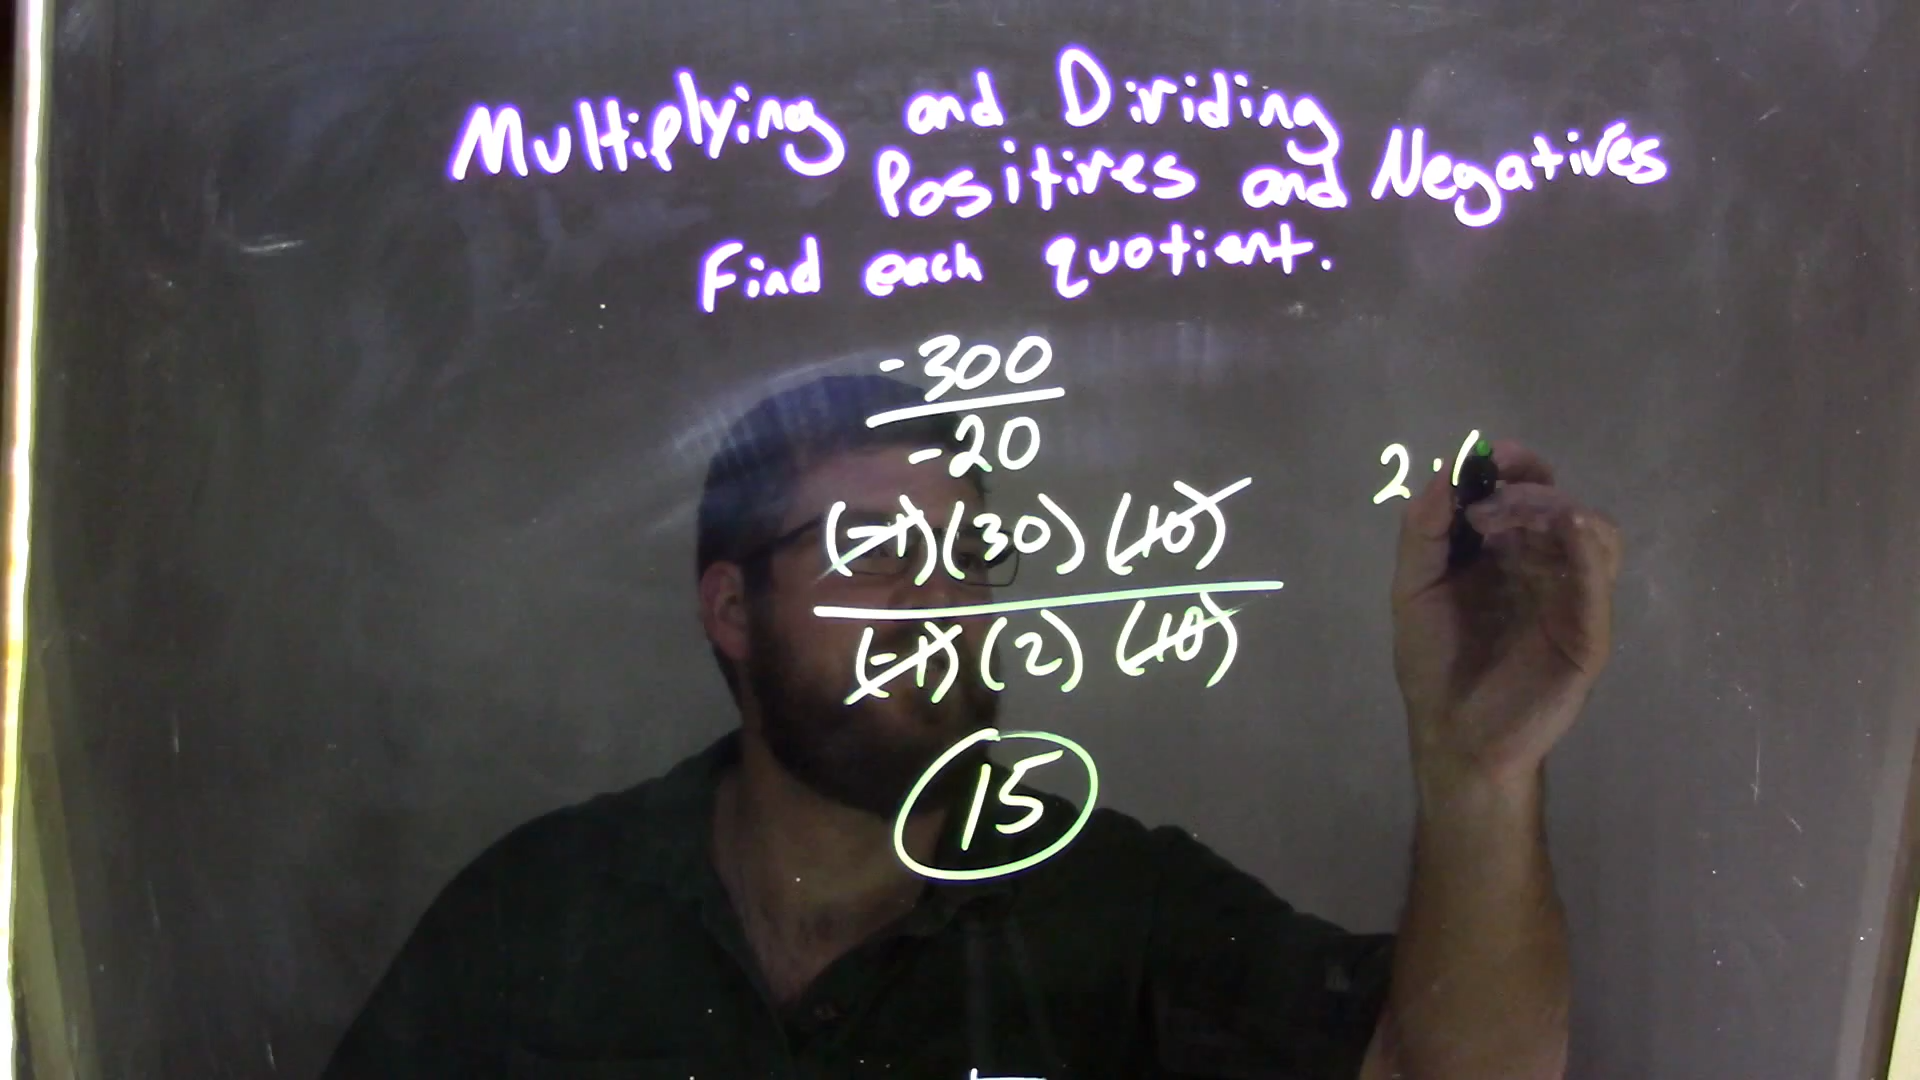 Multiplying and Dividing
Positives and Negatives
Find each quotient.
-300
-20
(-1)(30)(10)
(-1)(2)(10)
15
2·(